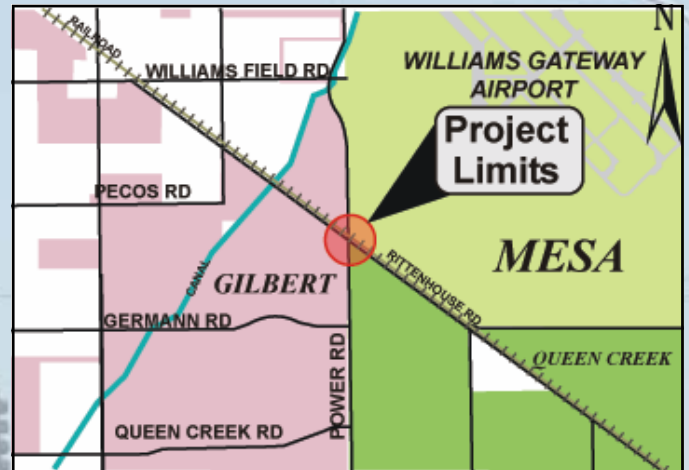 RAILROAD
N
WILLIAMS FIELD RD
WILLIAMS GATEWAY
AIRPORT
Project
Limits
PECOS RD
CANAL
GILBERT
RITTENHOUSE RD
MESA
GERMANN RD
POWER RD
QUEEN CREEK
QUEEN CREEK RD